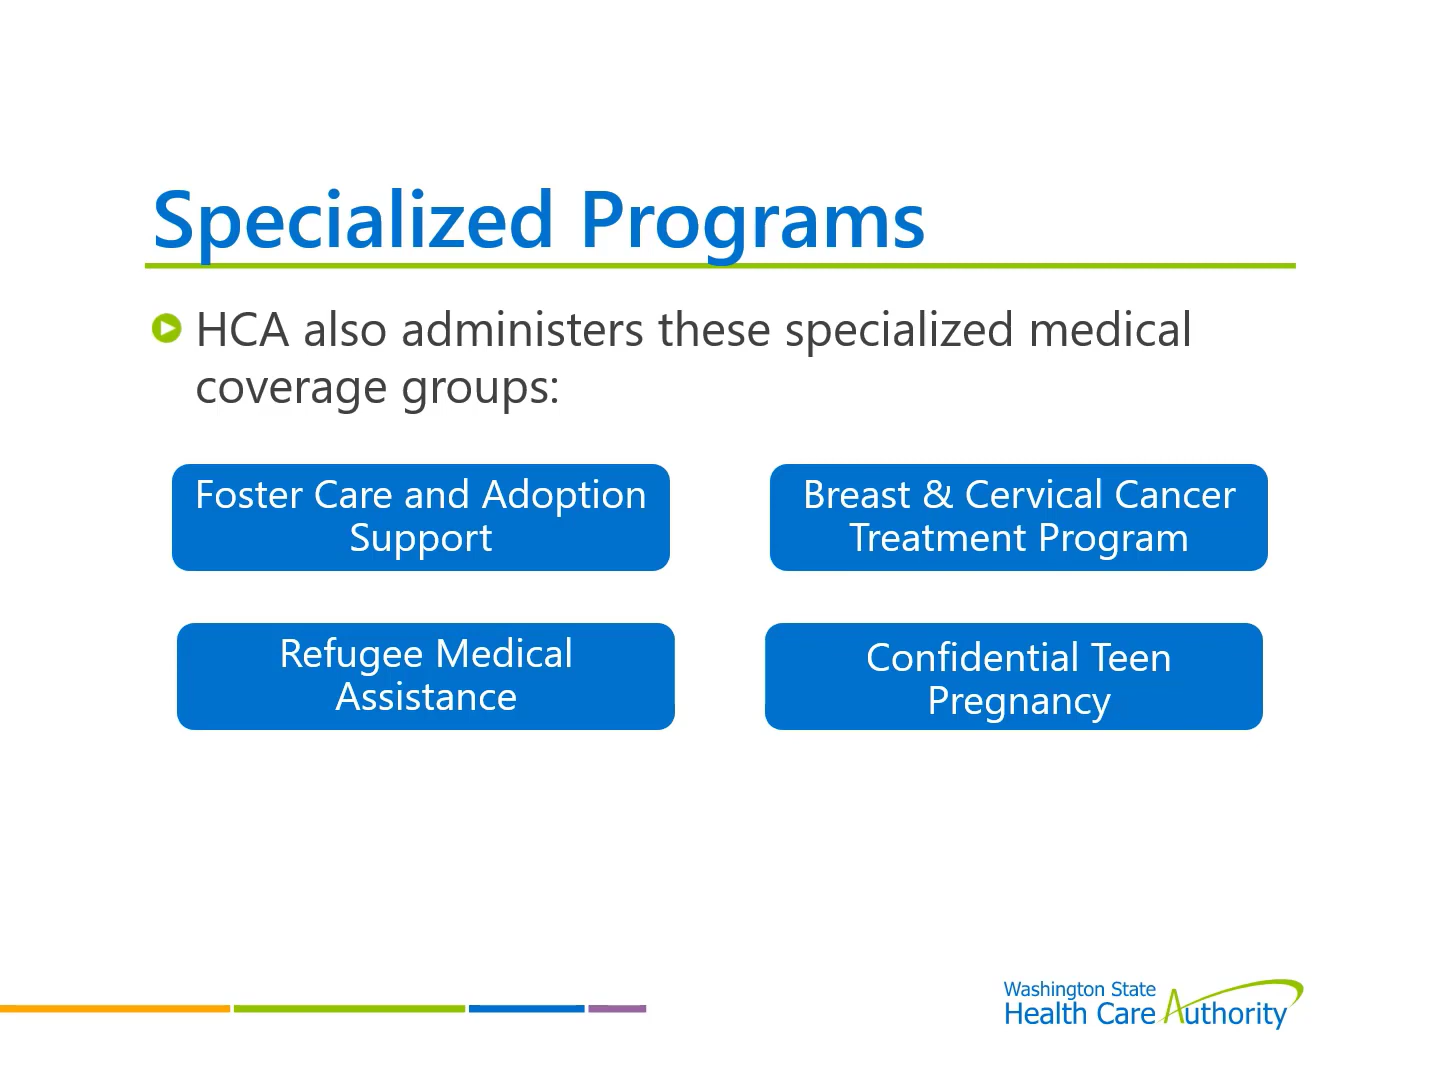 Specialized Programs
HCA also administers these specialized medical
coverage groups:
Foster Care and Adoption
Support
Breast & Cervical Cancer
Treatment Program
Refugee Medical
Assistance
Confidential Teen
Pregnancy
Washington State
Health Care Authority